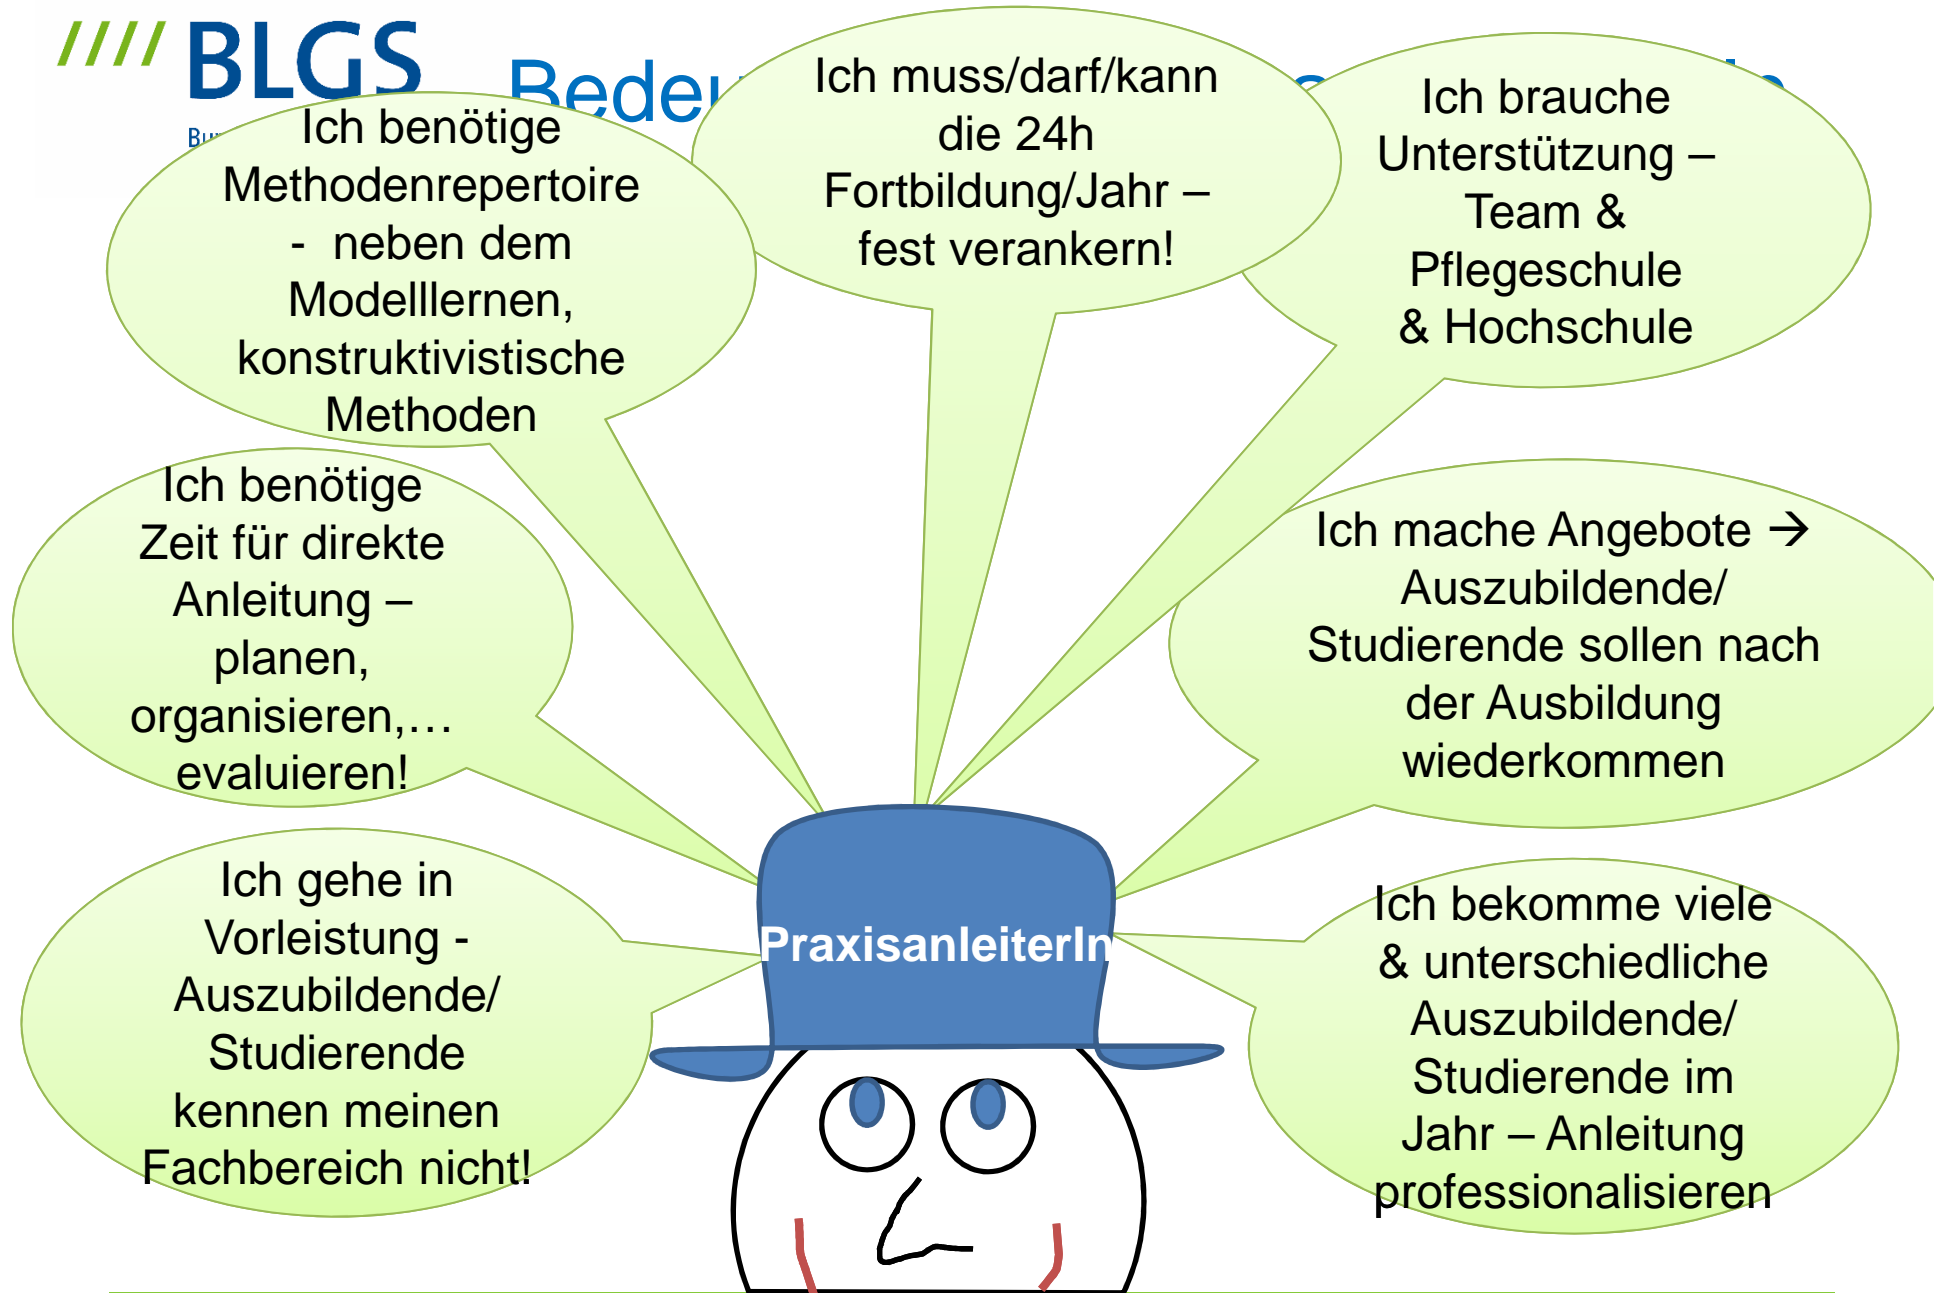 //// BLGS
Ich benötige
Methodenrepertoire
- neben dem
Modelllernen,
konstruktivistische
Methoden
Ich muss/darf/kann
die 24h
Fortbildung/Jahr –
fest verankern!
Ich brauche
Unterstützung –
Team &
Pflegeschule
& Hochschule
Ich benötige
Zeit für direkte
Anleitung –
planen,
organisieren,…
evaluieren!
Ich mache Angebote →
Auszubildende/
Studierende sollen nach
der Ausbildung
wiederkommen
Ich gehe in
Vorleistung -
Auszubildende/
Studierende
kennen meinen
Fachbereich nicht!
PraxisanleiterIn
Ich bekomme viele
& unterschiedliche
Auszubildende/
Studierende im
Jahr – Anleitung
professionalisieren